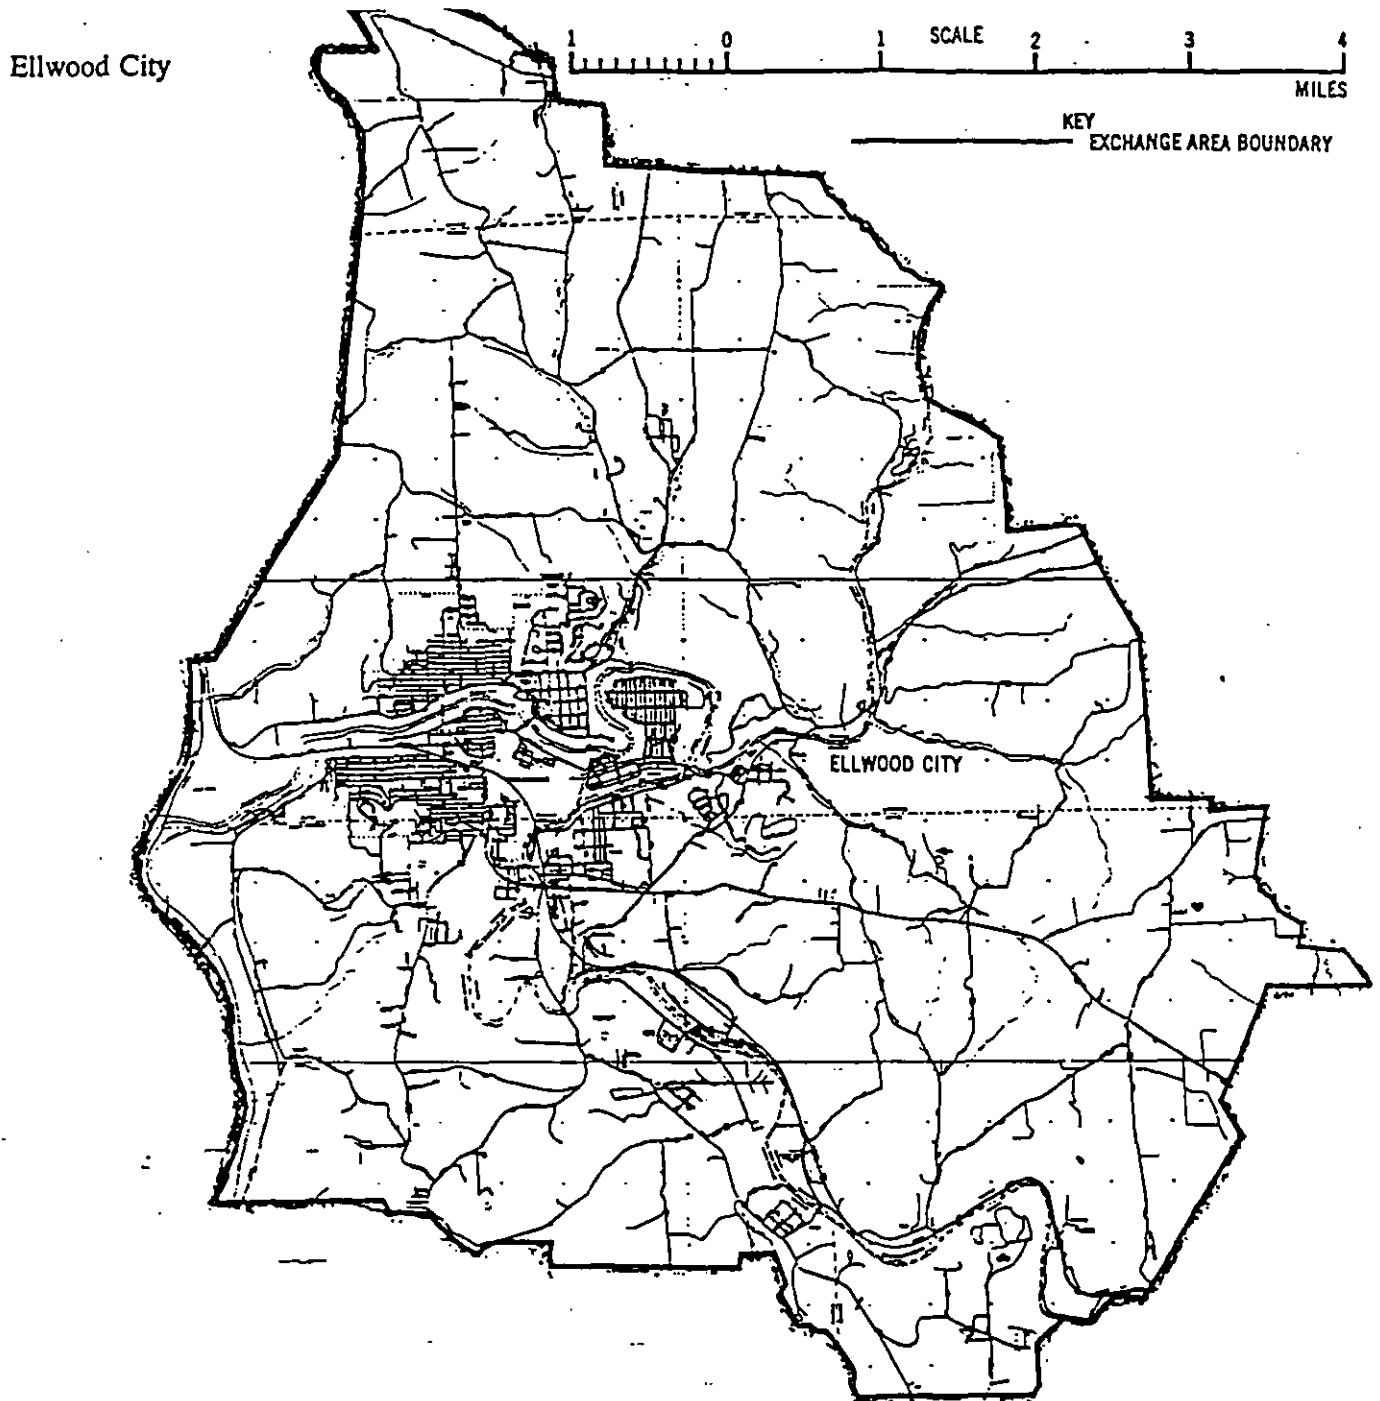 Ellwood City
1 0 1 SCALE 2 3 4
MILES
KEY
EXCHANGE AREA BOUNDARY
ELLWOOD CITY